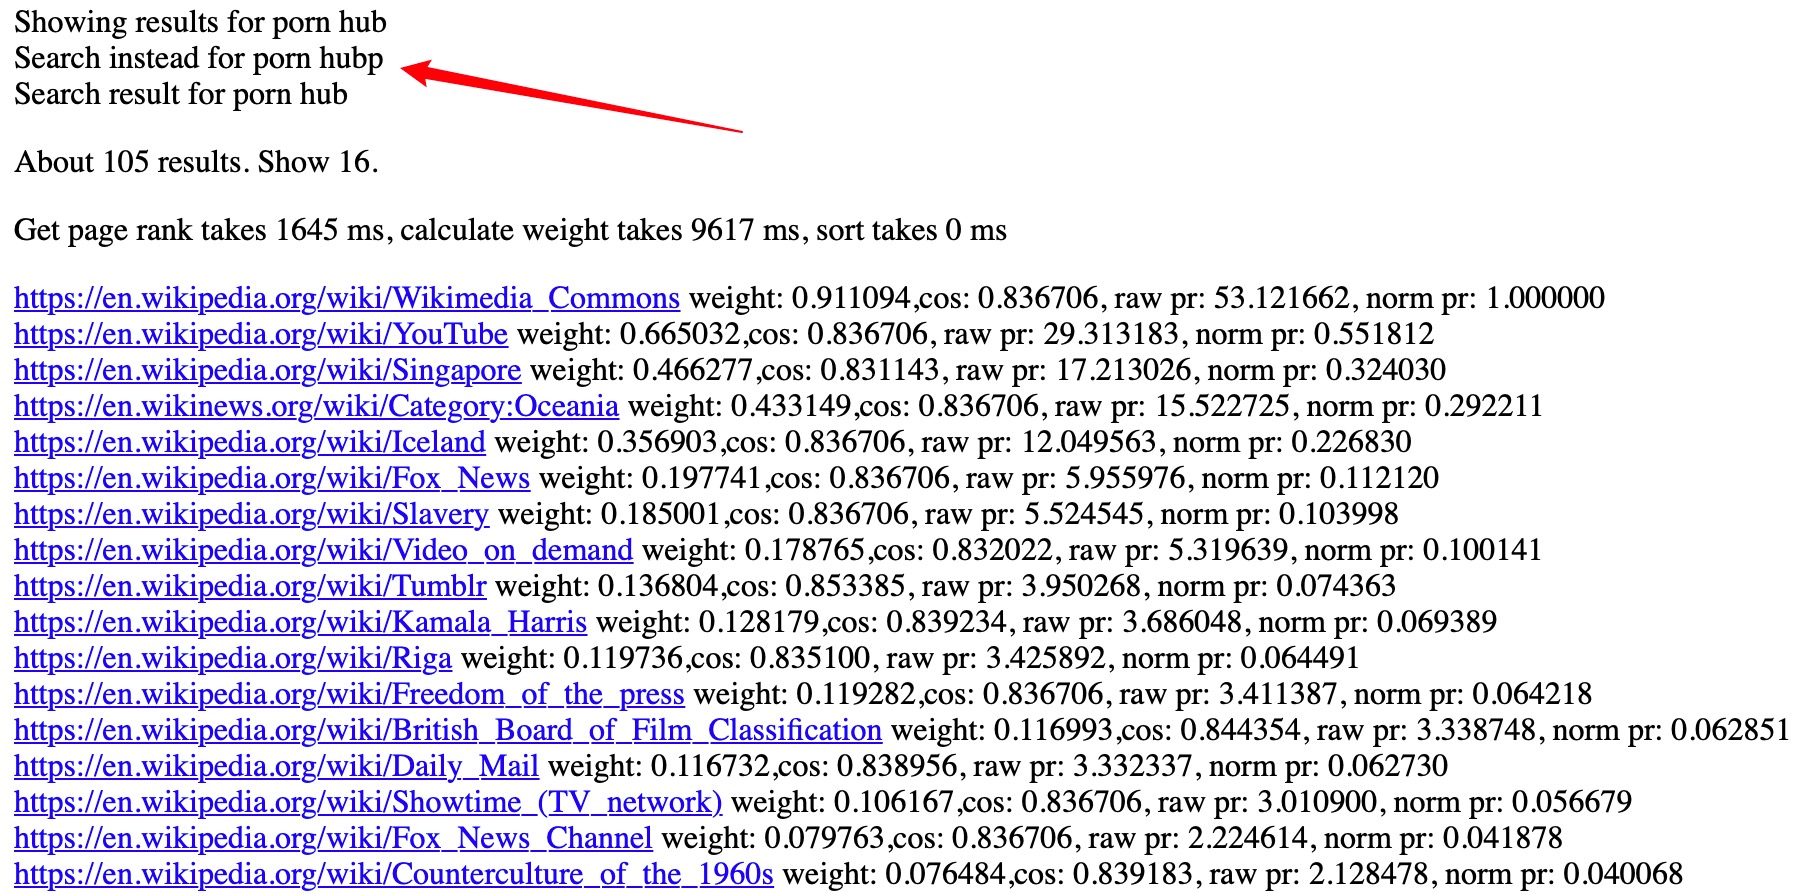 Showing results for porn hub
Search instead for porn hubp
Search result for porn hub
About 105 results. Show 16.
Get page rank takes 1645 ms, calculate weight takes 9617 ms, sort takes 0 ms
https://en.wikipedia.org/wiki/Wikimedia_Commons weight: 0.911094,cos: 0.836706, raw pr: 53.121662, norm pr: 1.000000
https://en.wikipedia.org/wiki/YouTube weight: 0.665032,cos: 0.836706, raw pr: 29.313183, norm pr: 0.551812
https://en.wikipedia.org/wiki/Singapore weight: 0.466277,cos: 0.831143, raw pr: 17.213026, norm pr: 0.324030
https://en.wikinews.org/wiki/Category:Oceania weight: 0.433149,cos: 0.836706, raw pr: 15.522725, norm pr: 0.292211
https://en.wikipedia.org/wiki/Iceland weight: 0.356903,cos: 0.836706, raw pr: 12.049563, norm pr: 0.226830
https://en.wikipedia.org/wiki/Fox_News weight: 0.197741,cos: 0.836706, raw pr: 5.955976, norm pr: 0.112120
https://en.wikipedia.org/wiki/Slavery weight: 0.185001,cos: 0.836706, raw pr: 5.524545, norm pr: 0.103998
https://en.wikipedia.org/wiki/Video_on_demand weight: 0.178765,cos: 0.832022, raw pr: 5.319639, norm pr: 0.100141
https://en.wikipedia.org/wiki/Tumblr weight: 0.136804,cos: 0.853385, raw pr: 3.950268, norm pr: 0.074363
https://en.wikipedia.org/wiki/Kamala_Harris weight: 0.128179,cos: 0.839234, raw pr: 3.686048, norm pr: 0.069389
https://en.wikipedia.org/wiki/Riga weight: 0.119736,cos: 0.835100, raw pr: 3.425892, norm pr: 0.064491
https://en.wikipedia.org/wiki/Freedom_of_the_press weight: 0.119282,cos: 0.836706, raw pr: 3.411387, norm pr: 0.064218
https://en.wikipedia.org/wiki/British_Board_of_Film_Classification weight: 0.116993,cos: 0.844354, raw pr: 3.338748, norm pr: 0.062851
https://en.wikipedia.org/wiki/Daily_Mail weight: 0.116732,cos: 0.838956, raw pr: 3.332337, norm pr: 0.062730
https://en.wikipedia.org/wiki/Showtime_(TV_network) weight: 0.106167,cos: 0.836706, raw pr: 3.010900, norm pr: 0.056679
https://en.wikipedia.org/wiki/Fox_News_Channel weight: 0.079763,cos: 0.836706, raw pr: 2.224614, norm pr: 0.041878
https://en.wikipedia.org/wiki/Counterculture_of_the_1960s weight: 0.076484,cos: 0.839183, raw pr: 2.128478, norm pr: 0.040068